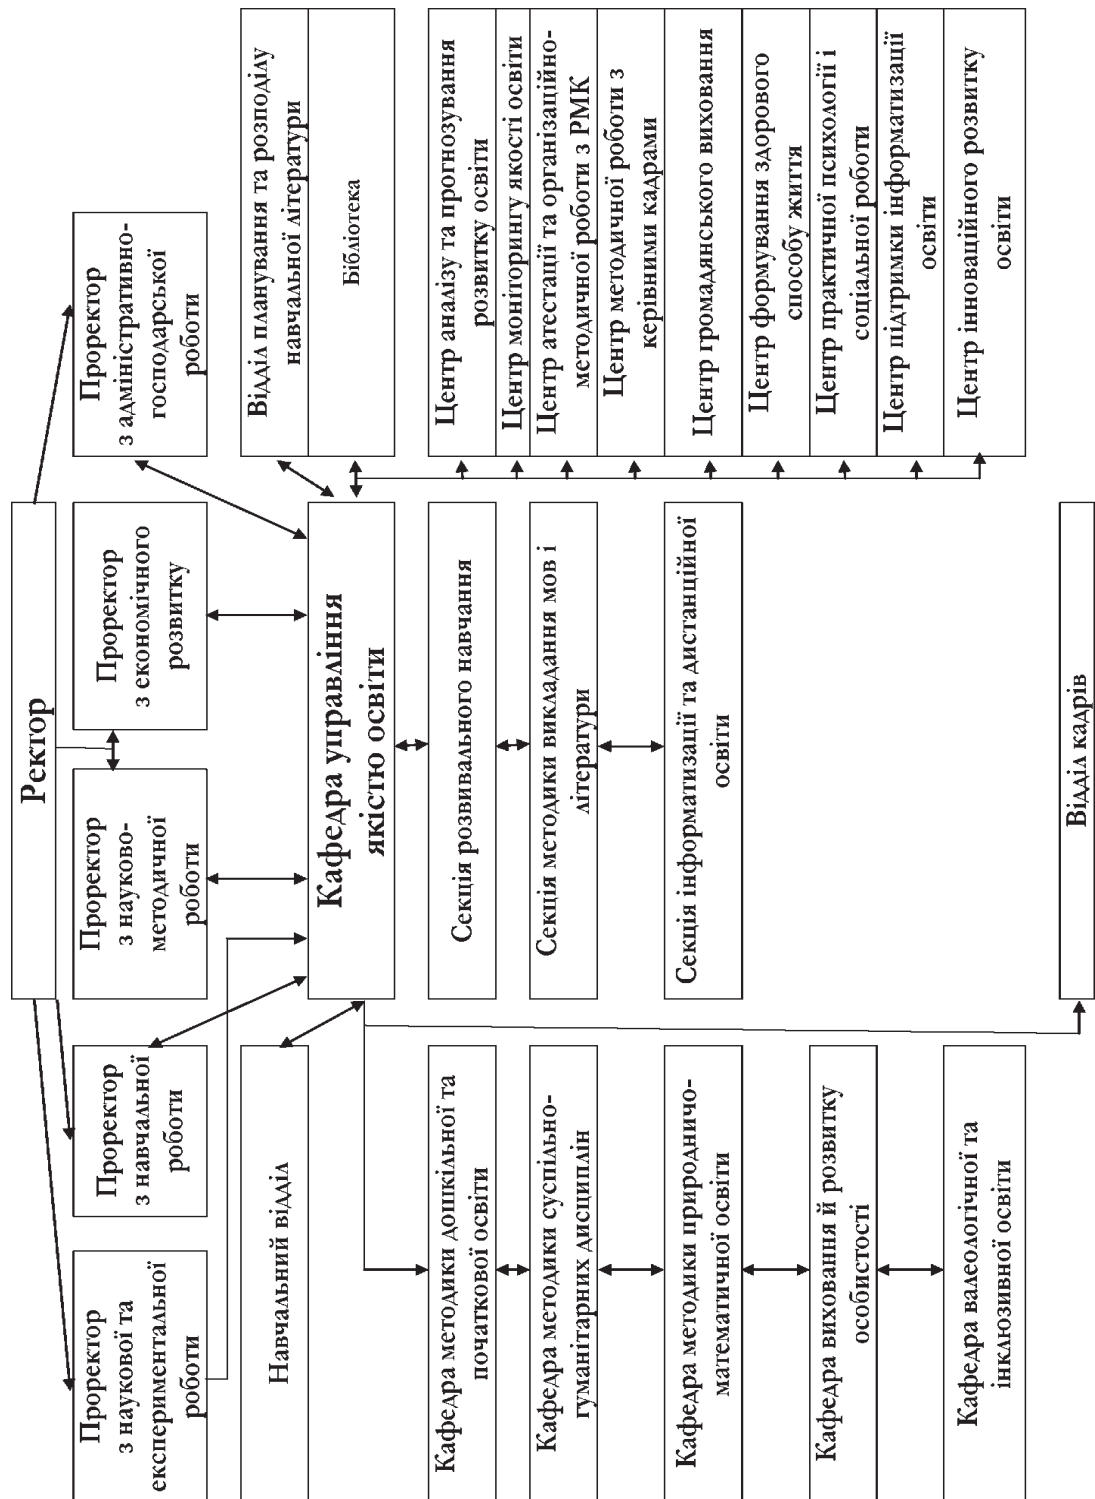 Ректор
Проректор
з наукової та
експериментальної
роботи
Проректор
з навчальної
роботи
Проректор
з науково-
методичної
роботи
Проректор
з економічного
розвитку
Проректор
з адміністративно-
господарської
роботи
Навчальний відділ
Кафедра управління
якістю освіти
Відділ планування та розподілу
навчальної літератури
Бібліотека
Кафедра методики дошкільної та
початкової освіти
Кафедра методики суспільно-
гуманітарних дисциплін
Кафедра методики природничо-
математичної освіти
Кафедра виховання й розвитку
особистості
Кафедра валеологічної та
інклюзивної освіти
Секція розвивального навчання
Секція методики викладання мов і
літератури
Секція інформатизації та дистанційної
освіти
Відділ кадрів
Центр аналізу та прогнозування
розвитку освіти
Центр моніторингу якості освіти
Центр атестації та організаційно-
методичної роботи з РМК
Центр методичної роботи з
керівними кадрами
Центр громадянського виховання
Центр формування здорового
способу життя
Центр практичної психології і
соціальної роботи
Центр підтримки інформатизації
освіти
Центр інноваційного розвитку
освіти